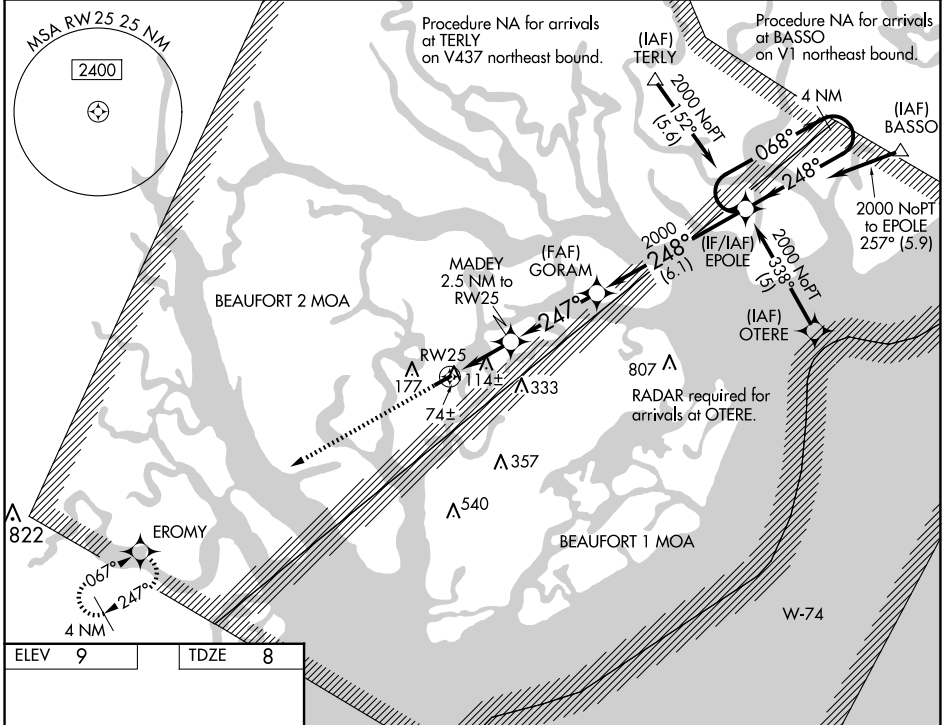 MSA RW25 25 NM
2400
Procedure NA for arrivals
at TERLY
on V437 northeast bound.
Procedure NA for arrivals
at BASSO
on V1 northeast bound.
(IAF)
TERLY
2000 NoPT
152°
(5.6)
4 NM
(IAF)
BASSO
068°
248°
2000 NoPT
to EPOLE
257° (5.9)
(IF/IAF)
EPOLE
2000
248°
(6.1)
2000 NoPT
338°
(5)
(IAF)
OTERE
(FAF)
GORAM
MADEY
2.5 NM to
RW25
247°
BEAUFORT 2 MOA
RW25
177
114±
74±
333
807
RADAR required for
arrivals at OTERE.
357
540
822
EROMY
067°
247°
4 NM
BEAUFORT 1 MOA
W-74
ELEV 9
TDZE 8